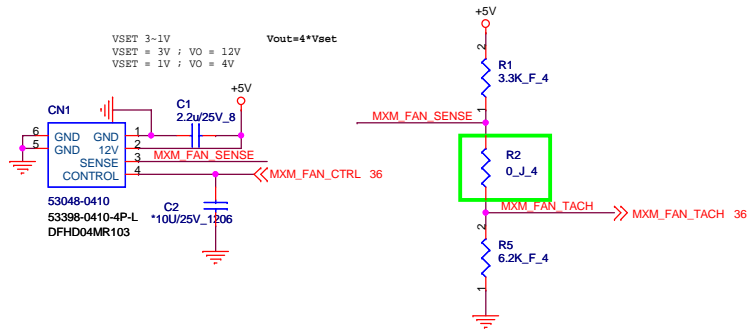 VSET 3~1V
VSET = 3V ; VO = 12V
VSET = 1V ; VO = 4V
Vout=4*Vset
+5V
CN1
C1
2.2u/25V_8
6 GND GND 1
5 GND 12V 2
SENSE 3 MXM_FAN_SENSE
CONTROL 4 MXM_FAN_CTRL 36
53048-0410
53398-0410-4P-L
DFHD04MR103
C2
*10U/25V_1206
+5V
2
R1
3.3K_F_4
1
MXM_FAN_SENSE
R2
0_J_4
MXM_FAN_TACH
MXM_FAN_TACH 36
2
R5
6.2K_F_4
1